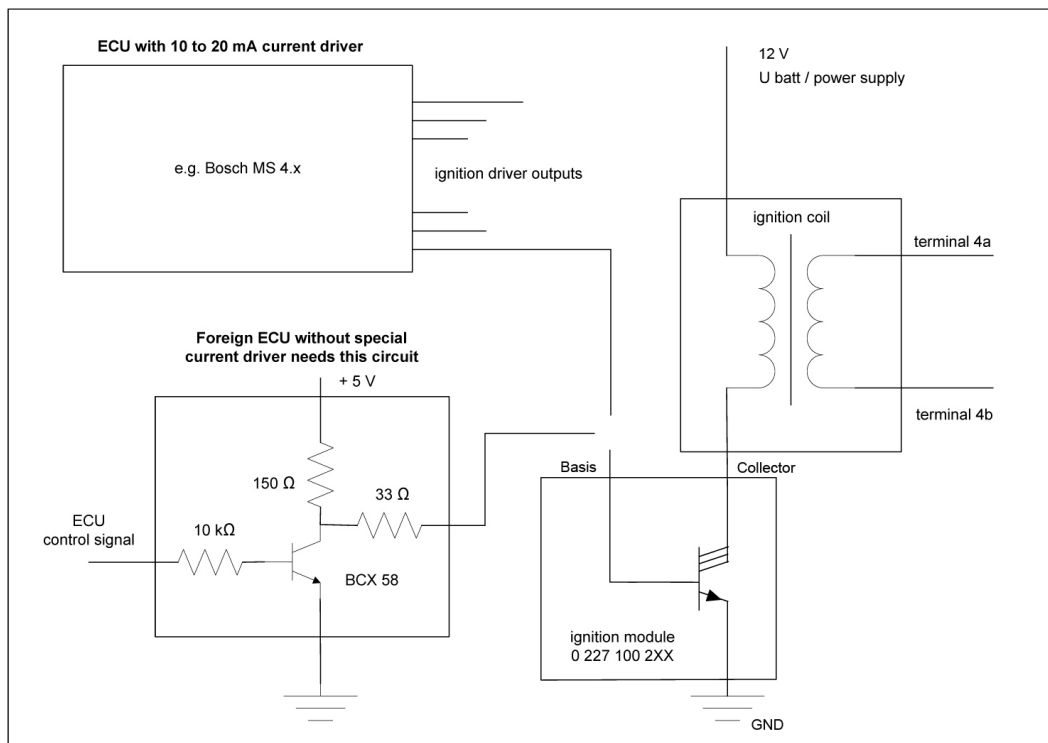 ECU with 10 to 20 mA current driver
12 V
U batt / power supply
e.g. Bosch MS 4.x
ignition driver outputs
ignition coil
terminal 4a
terminal 4b
Foreign ECU without special
current driver needs this circuit
+ 5 V
150 Ω
33 Ω
10 kΩ
ECU
control signal
BCX 58
Basis
Collector
ignition module
0 227 100 2XX
GND